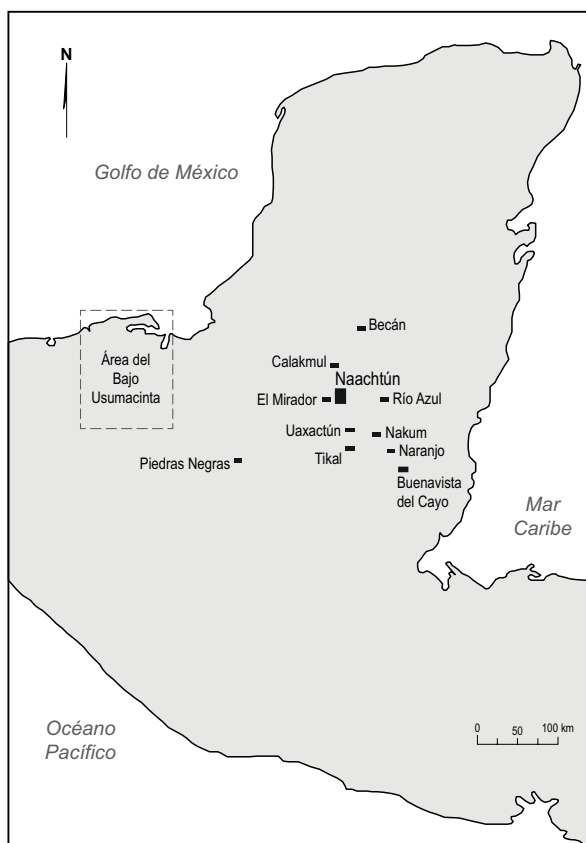 N
Golfo de México
Becán
Área del
Bajo
Usumacinta
Calakmul
Naachtún
El Mirador
Río Azul
Uaxactún
Nakum
Naranjo
Tikal
Piedras Negras
Buenavista
del Cayo
Mar
Caribe
Océano
Pacífico
0 50 100 km